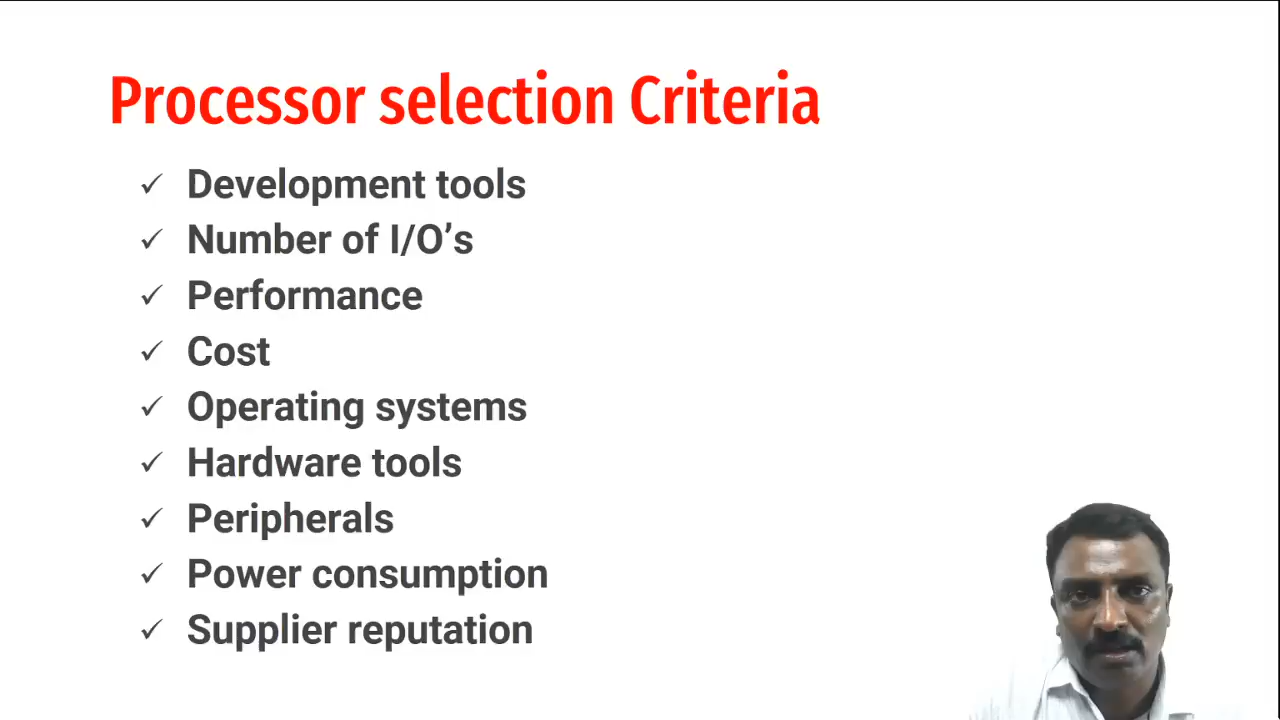 Processor selection Criteria
✓ Development tools
✓ Number of I/O’s
✓ Performance
✓ Cost
✓ Operating systems
✓ Hardware tools
✓ Peripherals
✓ Power consumption
✓ Supplier reputation